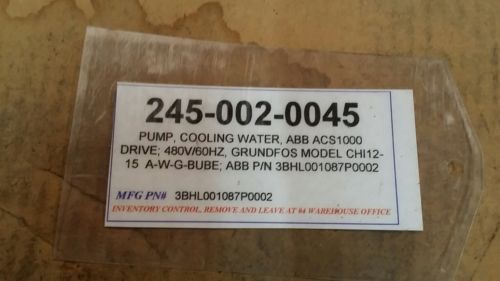 245-002-0045
PUMP, COOLING WATER, ABB ACS1000
DRIVE; 480V/60HZ, GRUNDFOS MODEL CHI12-
15 A-W-G-BUBE; ABB P/N 3BHL001087P0002
MFG PN# 3BHL001087P0002
INVENTORY CONTROL, REMOVE AND LEAVE AT #4 WAREHOUSE OFFICE